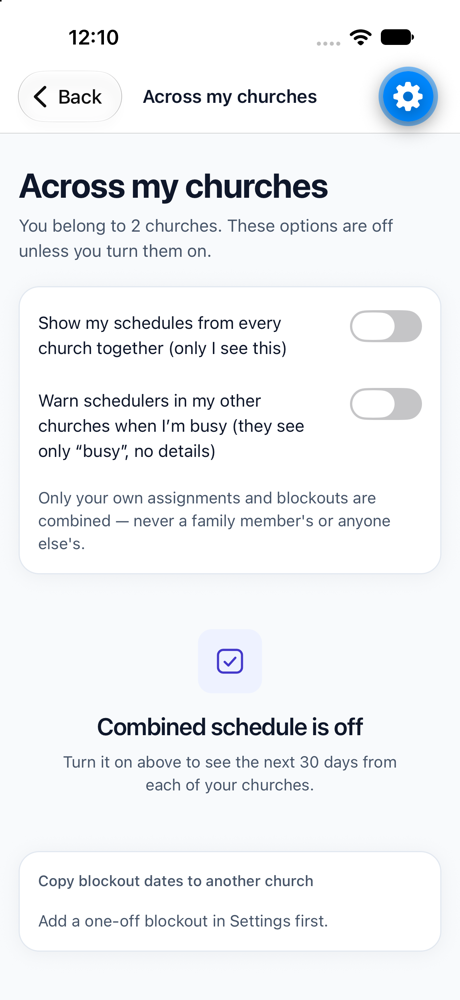 12:10
Back
Across my churches
Across my churches
You belong to 2 churches. These options are off
unless you turn them on.
Show my schedules from every
church together (only I see this)
Warn schedulers in my other
churches when I’m busy (they see
only “busy”, no details)
Only your own assignments and blockouts are
combined — never a family member's or anyone
else's.
Combined schedule is off
Turn it on above to see the next 30 days from
each of your churches.
Copy blockout dates to another church
Add a one-off blockout in Settings first.